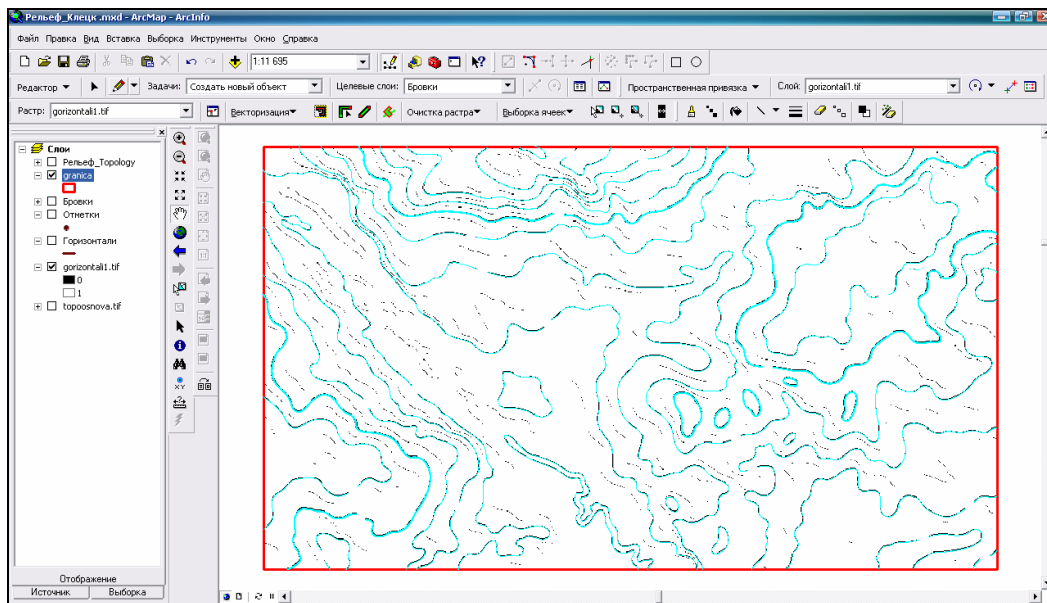 Рельеф_Клецк .mxd - ArcMap - ArcInfo
Файл Правка Вид Вставка Выборка Инструменты Окно Справка
1:11 695
Редактор Задачи: Создать новый объект Целевые слои: Бровки Пространственная привязка Слой: gorizontali1.tif
Растр: gorizontali1.tif Векторизация Очистка растра Выборка ячеек
Слои
Рельеф_Topology
granica
Бровки
Отметки
Горизонтали
gorizontali1.tif
0
1
topoosnova.tif
Отображение
Источник Выборка